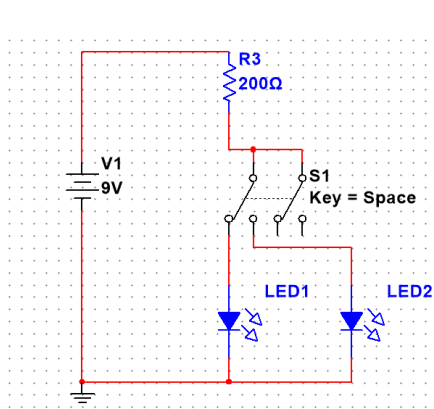 R3
200Ω
V1
9V
S1
Key = Space
LED1
LED2